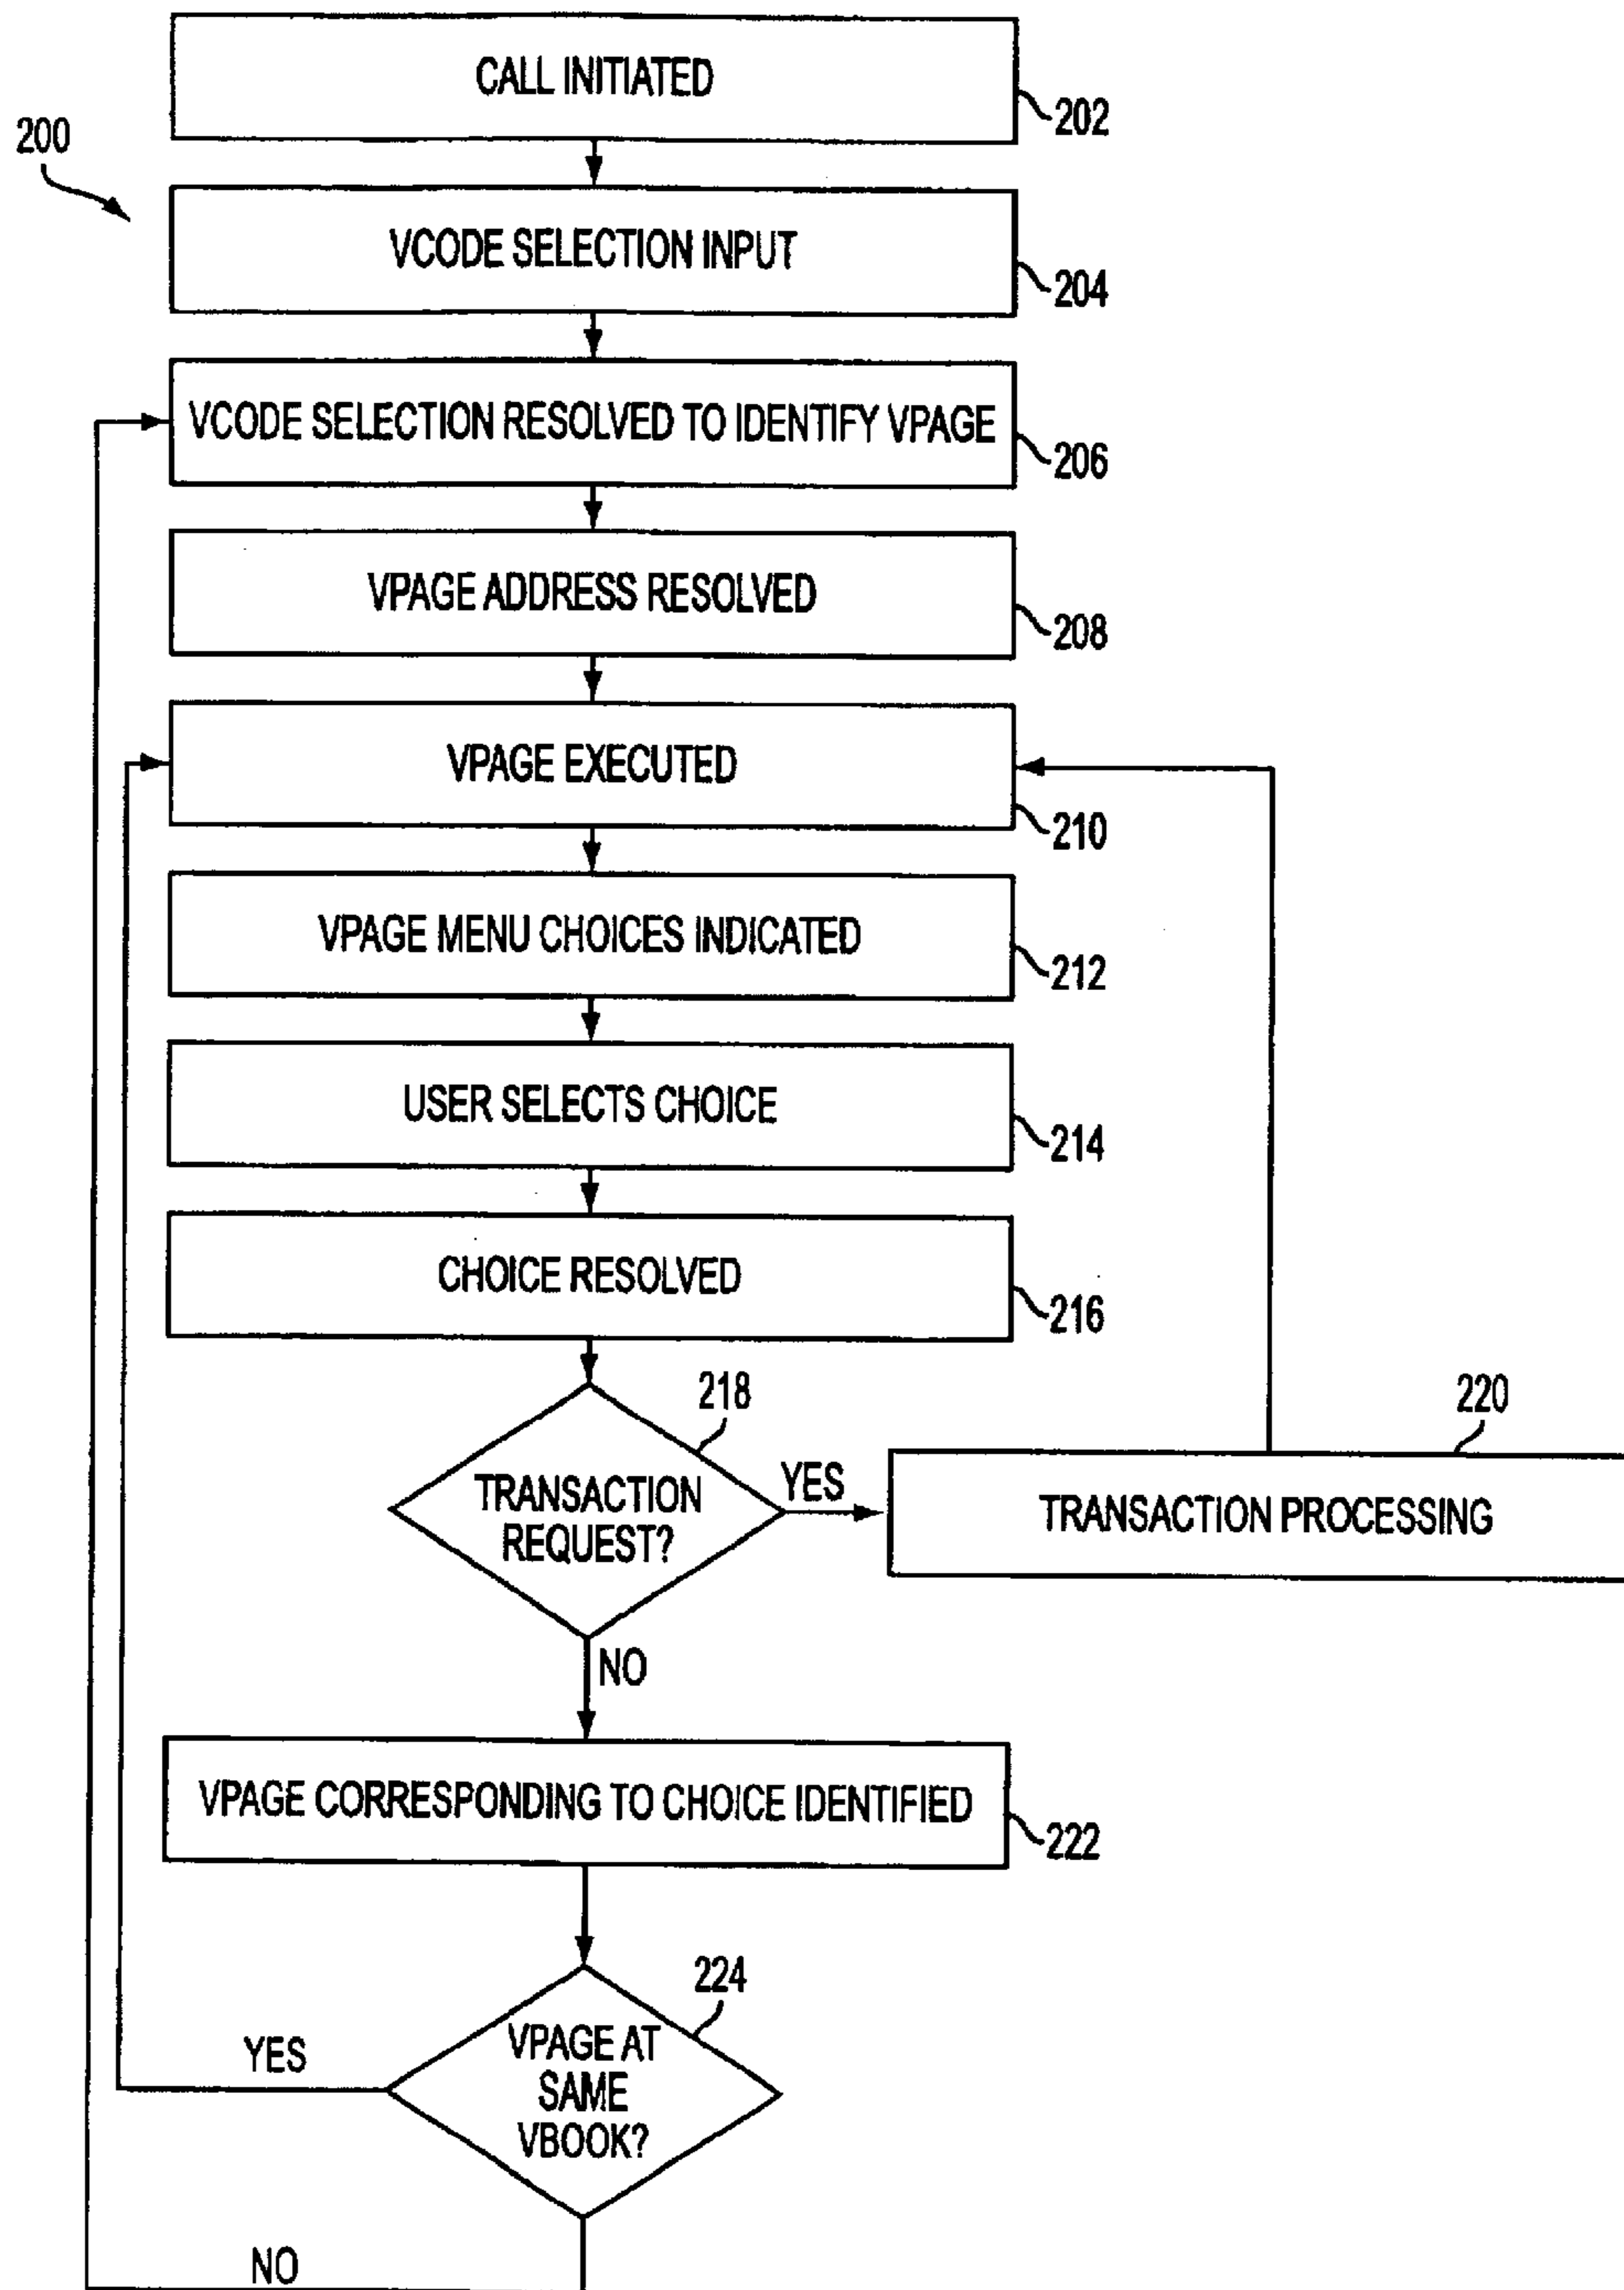 CALL INITIATED
202
200
VCODE SELECTION INPUT
204
VCODE SELECTION RESOLVED TO IDENTIFY VPAGE
206
VPAGE ADDRESS RESOLVED
208
VPAGE EXECUTED
210
VPAGE MENU CHOICES INDICATED
212
USER SELECTS CHOICE
214
CHOICE RESOLVED
216
218
TRANSACTION
REQUEST?
YES
220
TRANSACTION PROCESSING
NO
VPAGE CORRESPONDING TO CHOICE IDENTIFIED
222
224
VPAGE AT
SAME
VBOOK?
YES
NO